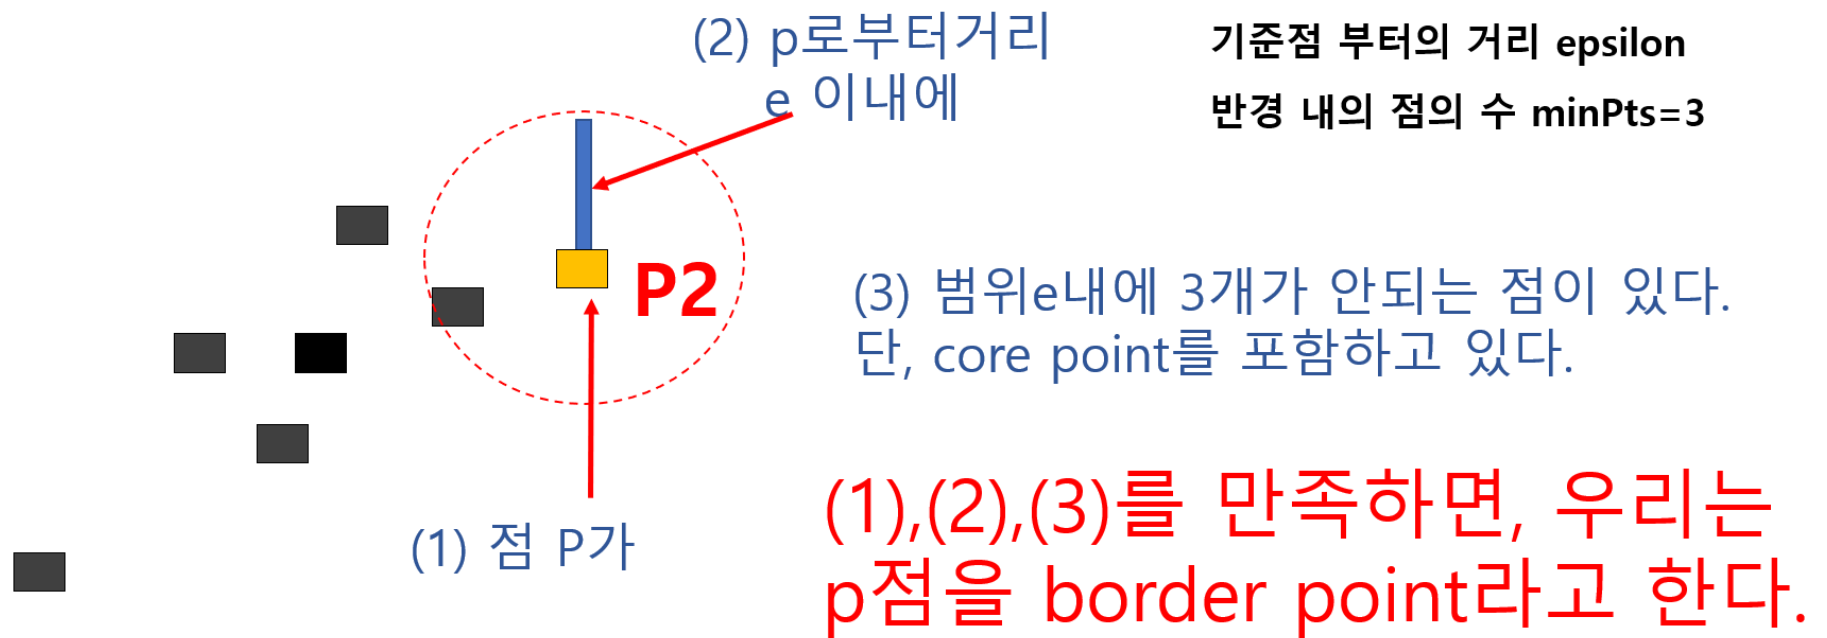 (2) p로부터거리
e 이내에
기준점 부터의 거리 epsilon
반경 내의 점의 수 minPts=3
P2
(3) 범위e내에 3개가 안되는 점이 있다.
단, core point를 포함하고 있다.
(1) 점 P가
(1),(2),(3)를 만족하면, 우리는
p점을 border point라고 한다.